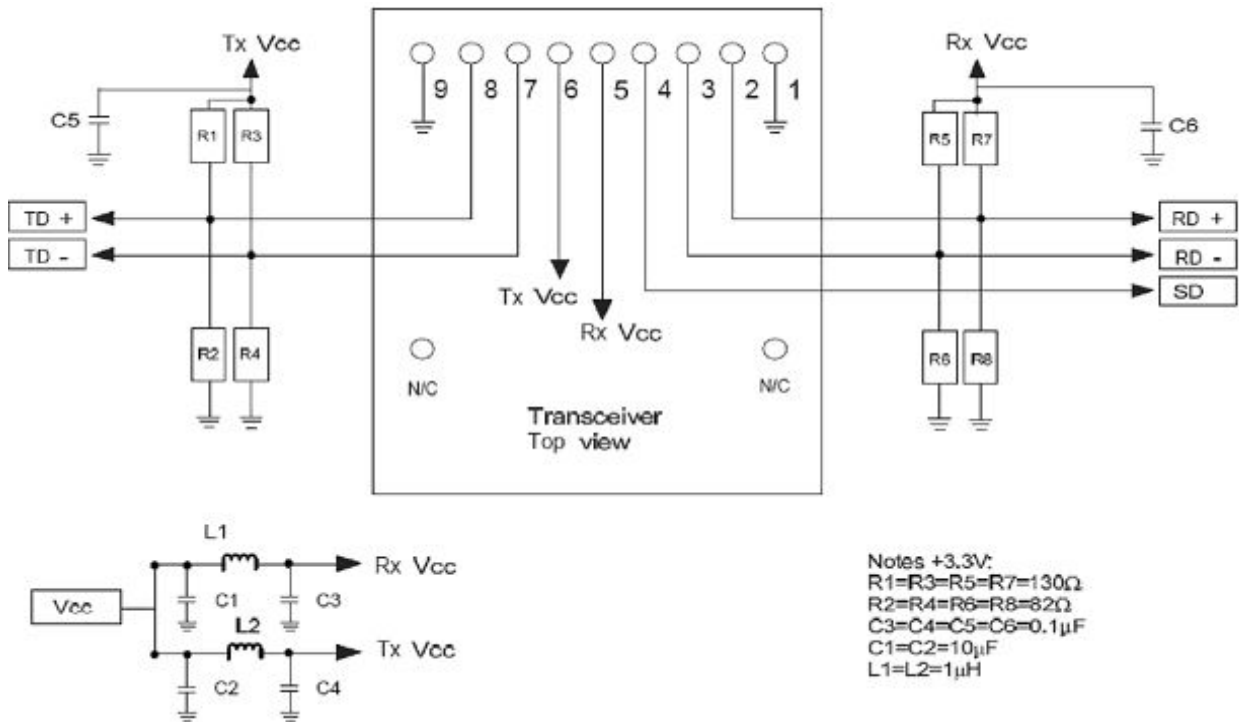 Tx Vcc
Rx Vcc
9 8 7 6 5 4 3 2 1
C5
R1 R3
R5 R7
C6
TD +
RD +
TD -
RD -
SD
Tx Vcc
Rx Vcc
R2 R4
R6 R8
N/C
N/C
Transceiver
Top view
L1
Rx Vcc
C1
C3
Vcc
L2
Tx Vcc
C2
C4
Notes +3.3V:
R1=R3=R5=R7=130Ω
R2=R4=R6=R8=82Ω
C3=C4=C5=C6=0.1µF
C1=C2=10µF
L1=L2=1µH